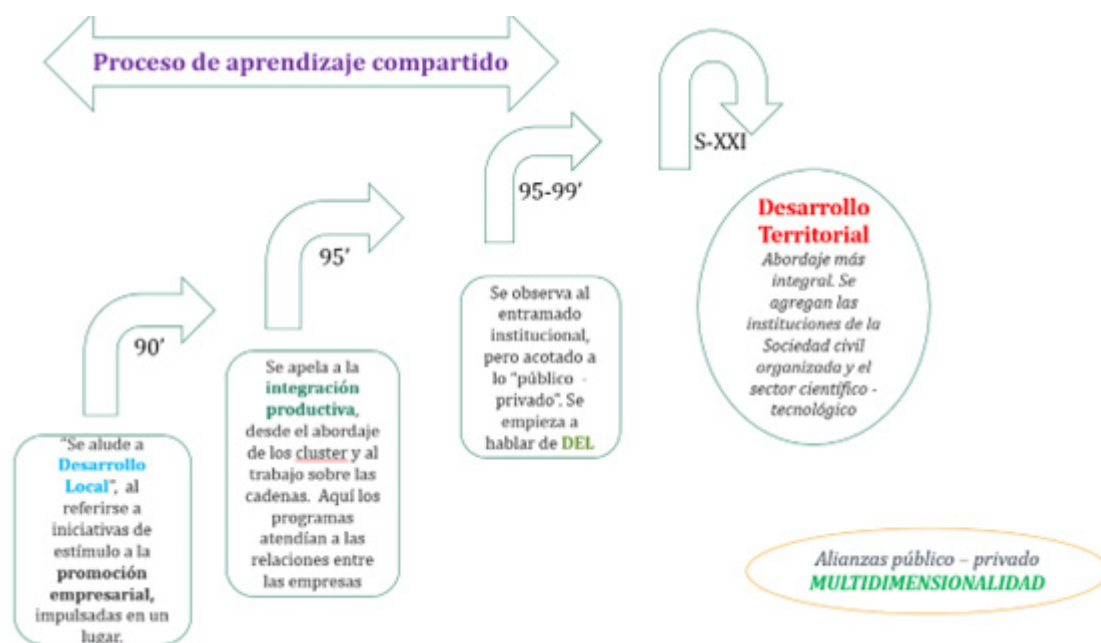 Proceso de aprendizaje compartido
90’
"Se alude a
Desarrollo
Local", al
referirse a
iniciativas de
estímulo a la
promoción
empresarial,
impulsadas en un
lugar.
95’
Se apela a la
integración
productiva,
desde el abordaje
de los cluster y al
trabajo sobre las
cadenas. Aquí los
programas
atendían a las
relaciones entre
las empresas
95-99’
Se observa al
entramado
institucional,
pero acotado a
lo "público -
privado". Se
empieza a
hablar de DEL
S-XXI
Desarrollo
Territorial
Abordaje más
integral. Se
agregan las
instituciones de la
Sociedad civil
organizada y el
sector científico -
tecnológico
Alianzas público – privado
MULTIDIMENSIONALIDAD